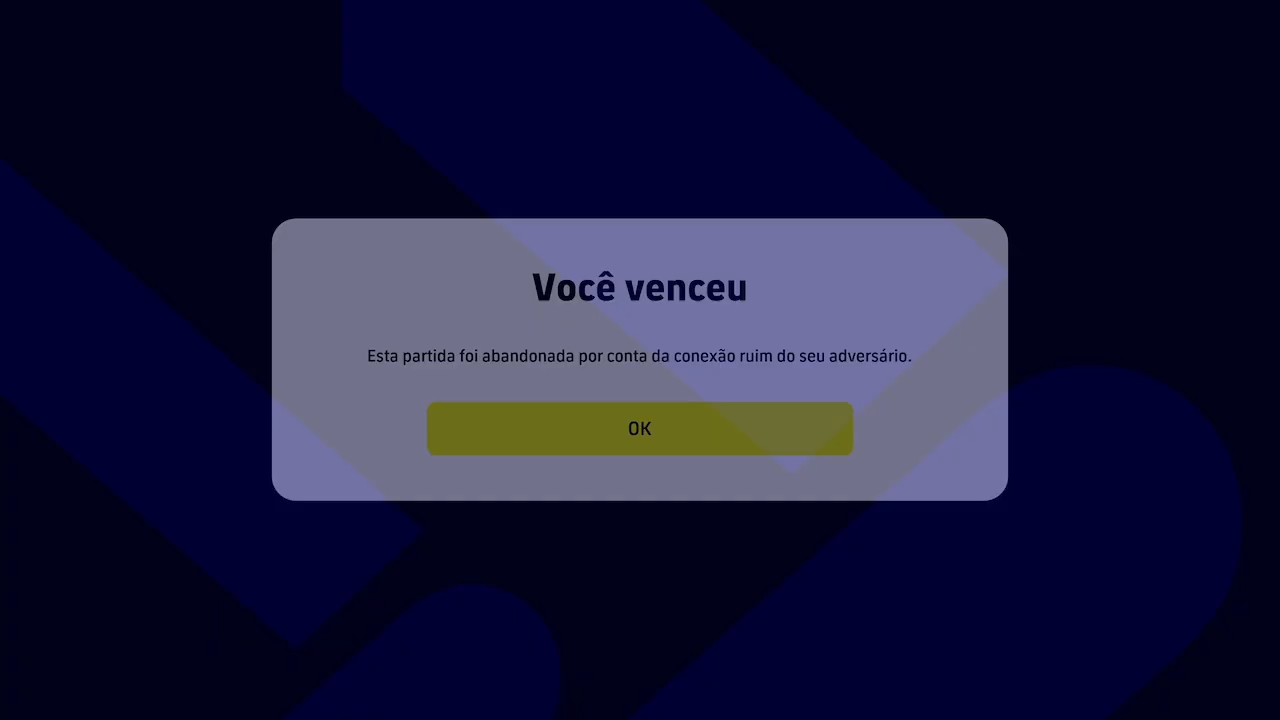 Você venceu
Esta partida foi abandonada por conta da conexão ruim do seu adversário.
OK